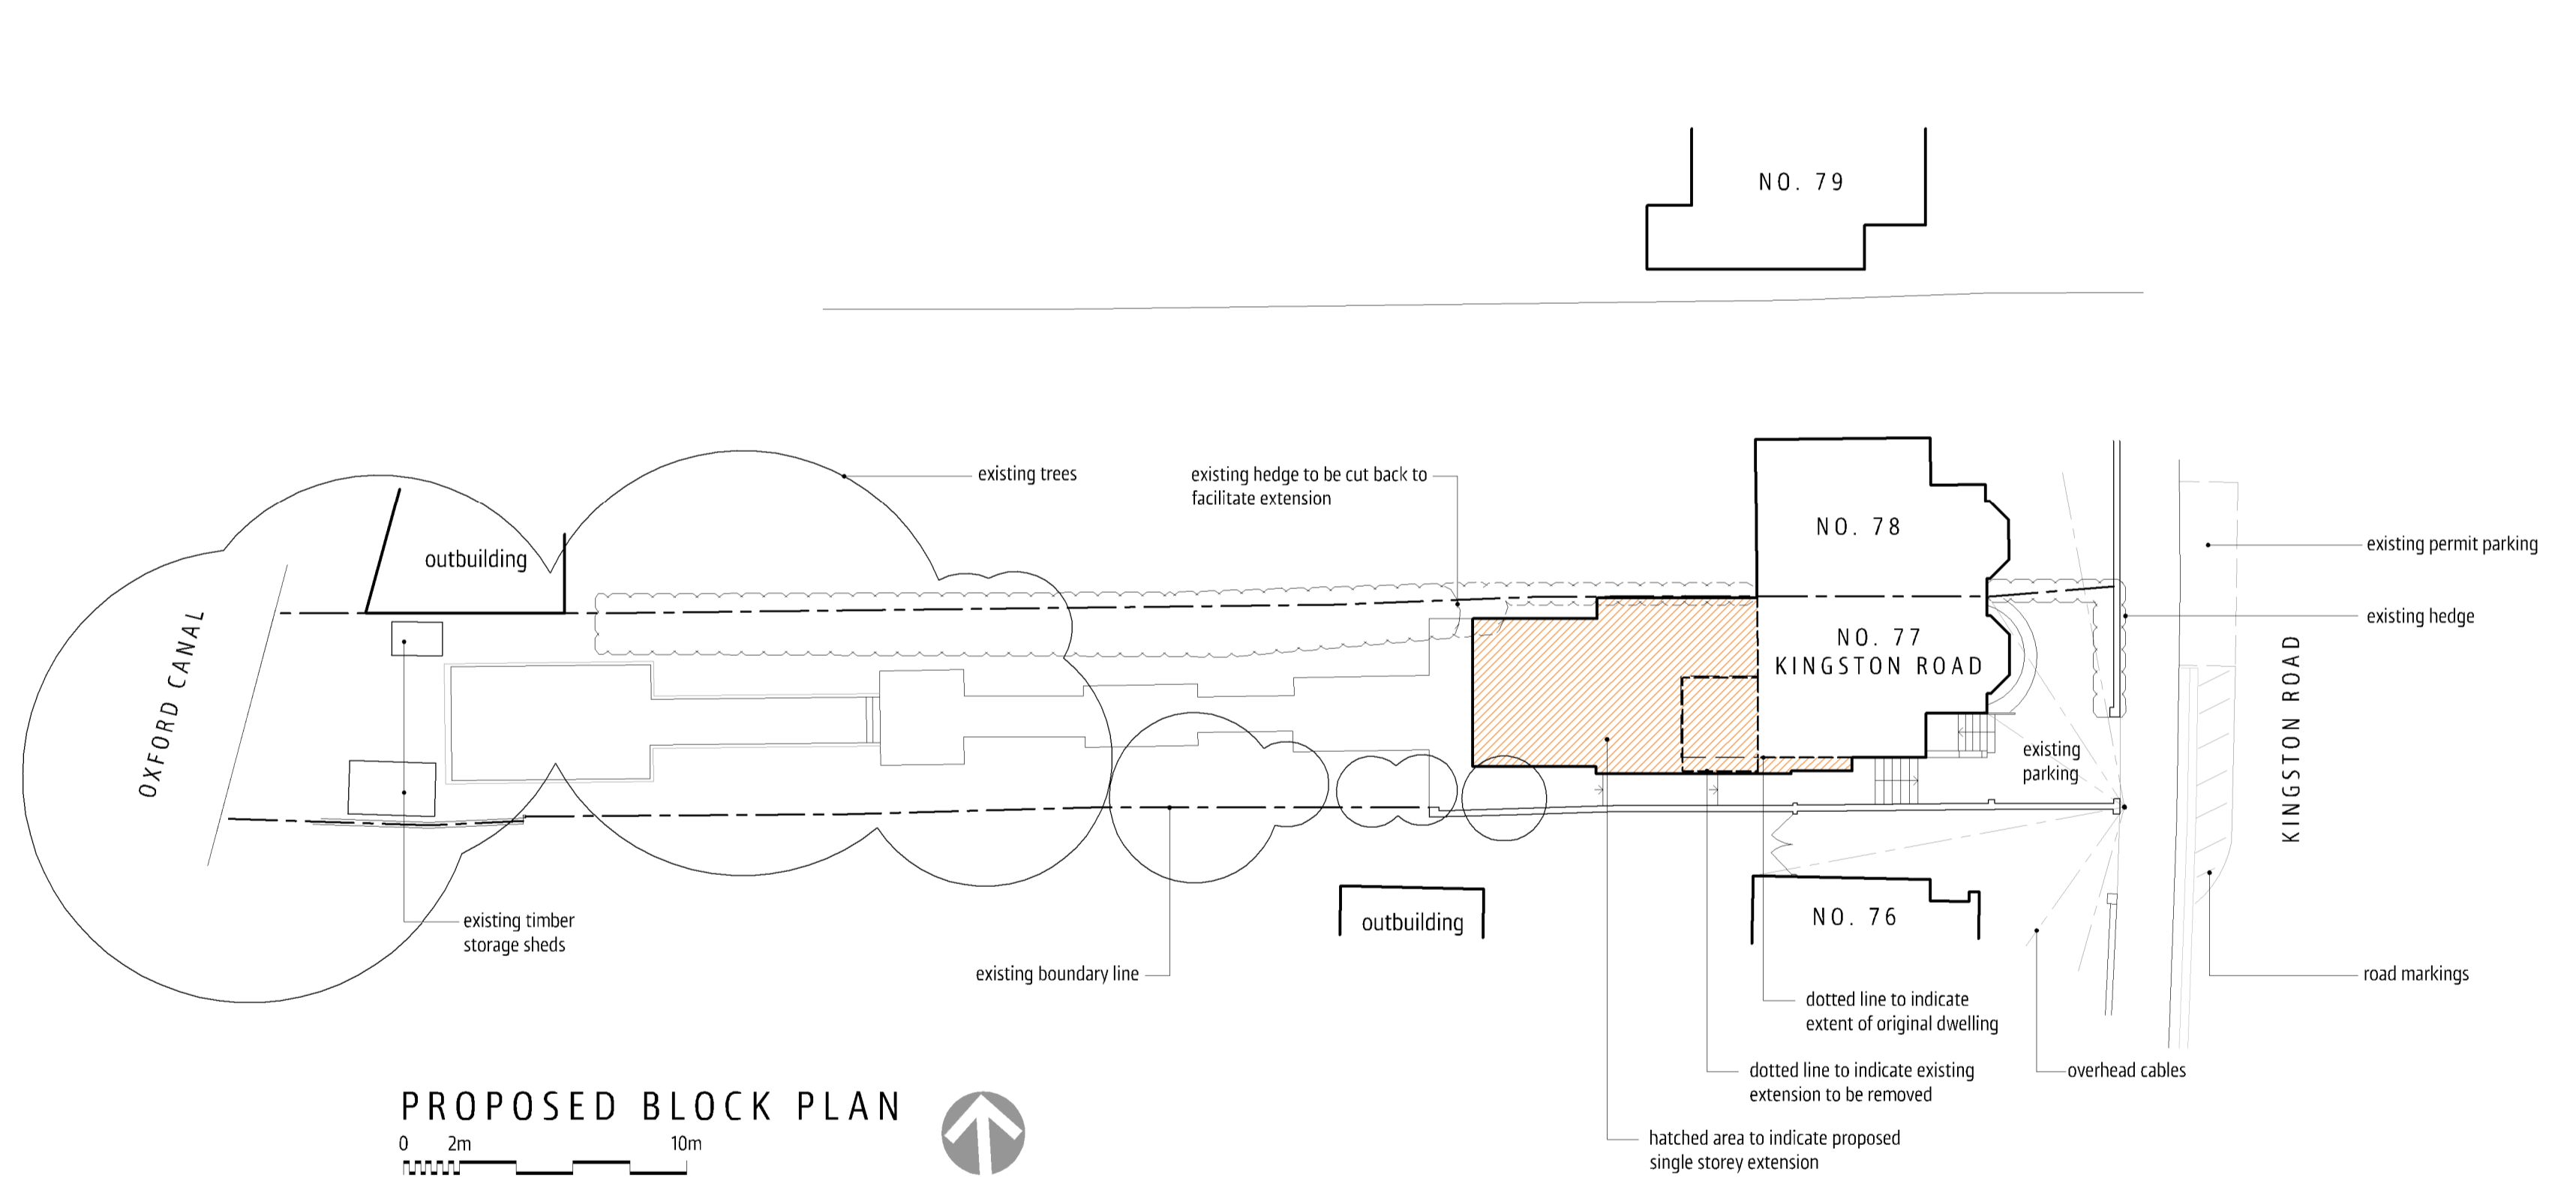 NO. 79
existing trees
existing hedge to be cut back to
facilitate extension
NO. 78
outbuilding
existing permit parking
existing hedge
NO. 77
KINGSTON ROAD
OXFORD CANAL
KINGSTON ROAD
existing
parking
existing timber
storage sheds
outbuilding
NO. 76
existing boundary line
road markings
dotted line to indicate
extent of original dwelling
dotted line to indicate existing
extension to be removed
overhead cables
hatched area to indicate proposed
single storey extension
PROPOSED BLOCK PLAN
0 2m 10m